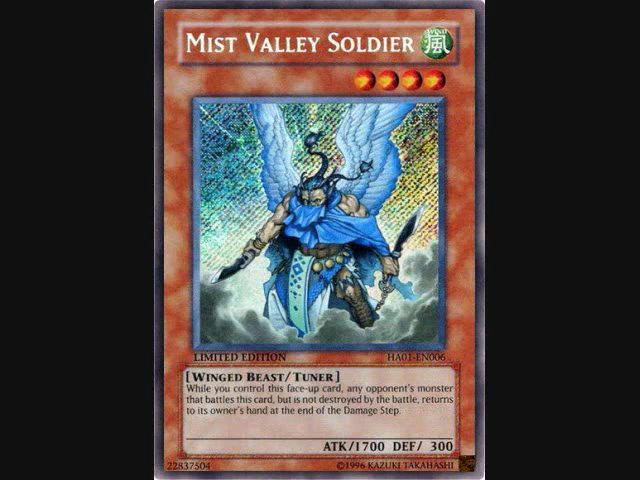 MIST VALLEY SOLDIER
WIND
風
LIMITED EDITION
HA01-EN006
[WINGED BEAST/TUNER]
While you control this face-up card, any opponent's monster
that battles this card, but is not destroyed by the battle, returns
to its owner's hand at the end of the Damage Step.
ATK/1700 DEF/ 300
22837504
©1996 KAZUKI TAKAHASHI